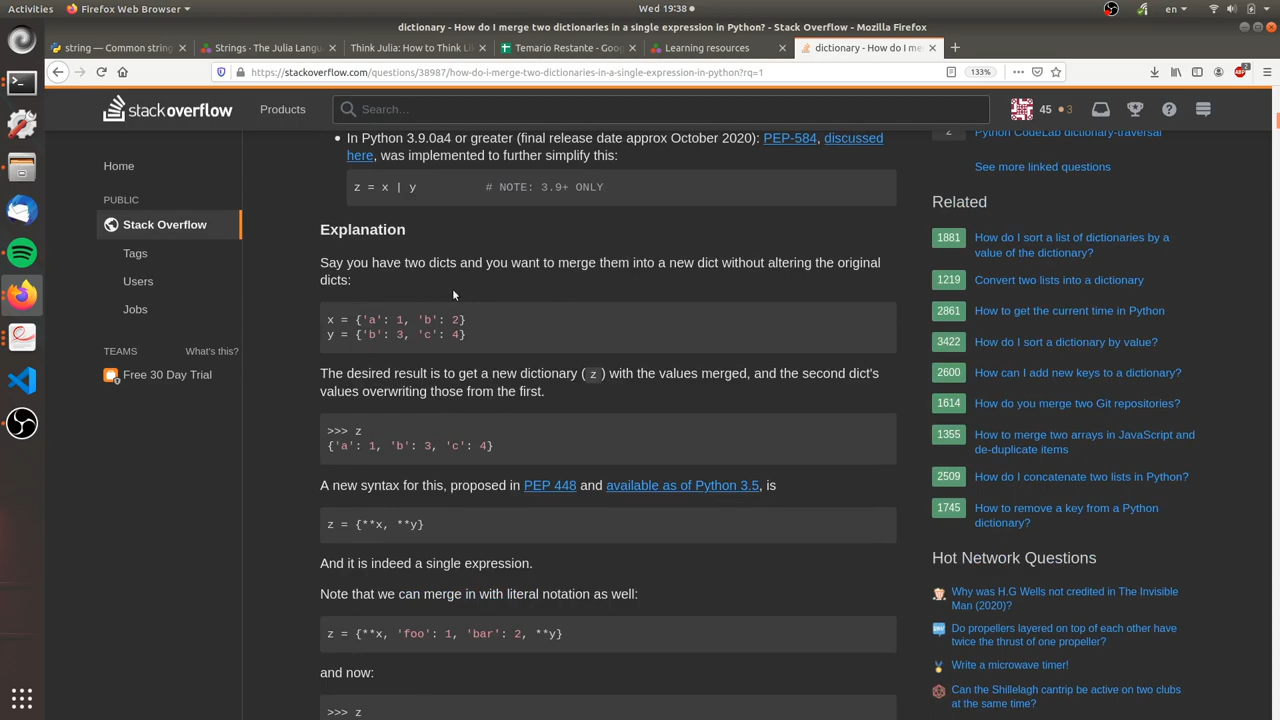 Activities
Firefox Web Browser
Wed 19:38
en
dictionary - How do I merge two dictionaries in a single expression in Python? - Stack Overflow - Mozilla Firefox
string — Common string
Strings · The Julia Langua
Think Julia: How to Think Li
Temario Restante - Goog
Learning resources
dictionary - How do I me
https://stackoverflow.com/questions/38987/how-do-i-merge-two-dictionaries-in-a-single-expression-in-python?rq=1
133%
ABP
2
stackoverflow
Products
Search...
45
3
Home
PUBLIC
Stack Overflow
Tags
Users
Jobs
TEAMS What's this?
Free 30 Day Trial
In Python 3.9.0a4 or greater (final release date approx October 2020): PEP-584, discussed
here, was implemented to further simplify this:
z = x | y # NOTE: 3.9+ ONLY
Explanation
Say you have two dicts and you want to merge them into a new dict without altering the original
dicts:
x = {'a': 1, 'b': 2}
y = {'b': 3, 'c': 4}
The desired result is to get a new dictionary (z) with the values merged, and the second dict's
values overwriting those from the first.
>>> z
{'a': 1, 'b': 3, 'c': 4}
A new syntax for this, proposed in PEP 448 and available as of Python 3.5, is
z = {**x, **y}
And it is indeed a single expression.
Note that we can merge in with literal notation as well:
z = {**x, 'foo': 1, 'bar': 2, **y}
and now:
>>> z
2 Python CodeLab dictionary-traversal
See more linked questions
Related
1881 How do I sort a list of dictionaries by a
value of the dictionary?
1219 Convert two lists into a dictionary
2861 How to get the current time in Python
3422 How do I sort a dictionary by value?
2600 How can I add new keys to a dictionary?
1614 How do you merge two Git repositories?
1355 How to merge two arrays in JavaScript and
de-duplicate items
2509 How do I concatenate two lists in Python?
1745 How to remove a key from a Python
dictionary?
Hot Network Questions
Why was H.G Wells not credited in The Invisible
Man (2020)?
Do propellers layered on top of each other have
twice the thrust of one propeller?
Write a microwave timer!
Can the Shillelagh cantrip be active on two clubs
at the same time?